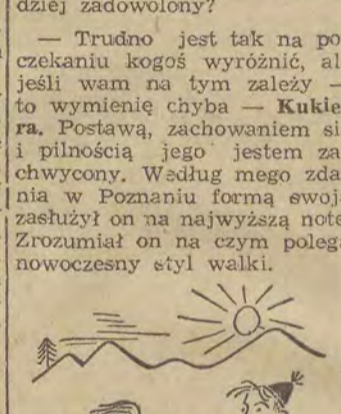 dziej zadowolony?
— Trudno jest tak na po
czekaniu kogoś wyróżnić, al
jeśli wam na tym zależy –
to wymienię chyba — Kukie
ra. Postawą, zachowaniem si
i pilnością jego jestem za
chwycony. Według mego zda
nia w Poznaniu formą swoj
zasłużył on na najwyższą notę
Zrozumiał on na czym polega
nowoczesny styl walki.